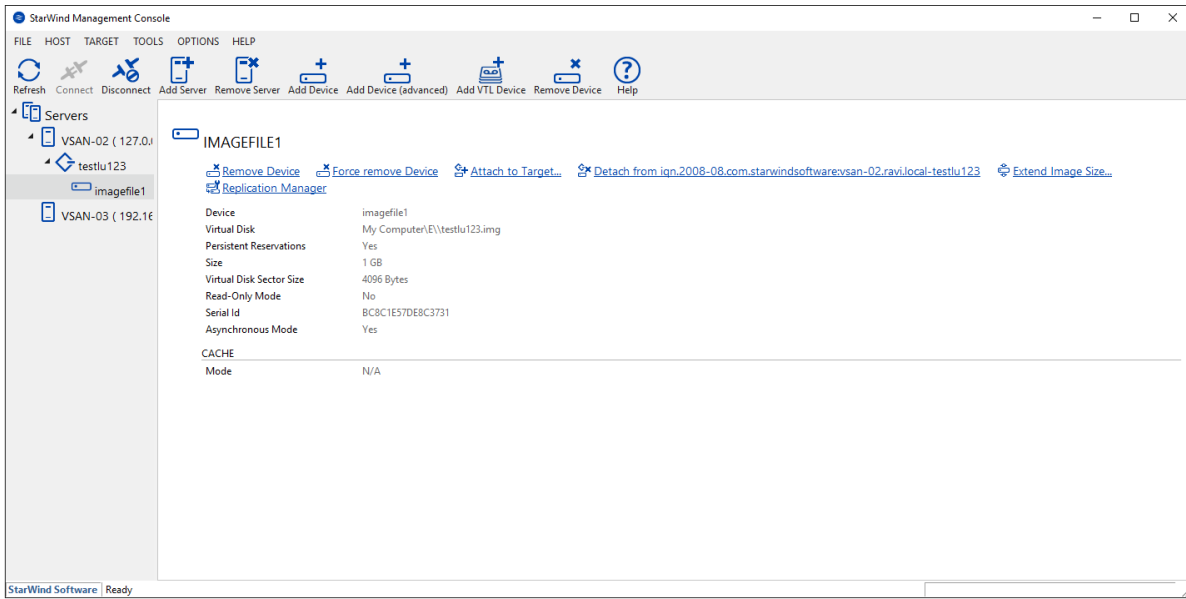 StarWind Management Console
FILE HOST TARGET TOOLS OPTIONS HELP
Refresh Connect Disconnect Add Server Remove Server Add Device Add Device (advanced) Add VTL Device Remove Device Help
Servers
VSAN-02 ( 127.0.
testlu123
imagefile1
VSAN-03 ( 192.16
IMAGEFILE1
Remove Device Force remove Device Attach to Target... Detach from iqn.2008-08.com.starwindsoftware:vsan-02.ravi.local-testlu123 Extend Image Size...
Replication Manager
Device imagefile1
Virtual Disk My Computer\E\\testlu123.img
Persistent Reservations Yes
Size 1 GB
Virtual Disk Sector Size 4096 Bytes
Read-Only Mode No
Serial Id BC8C1E57DE8C3731
Asynchronous Mode Yes
CACHE
Mode N/A
StarWind Software Ready